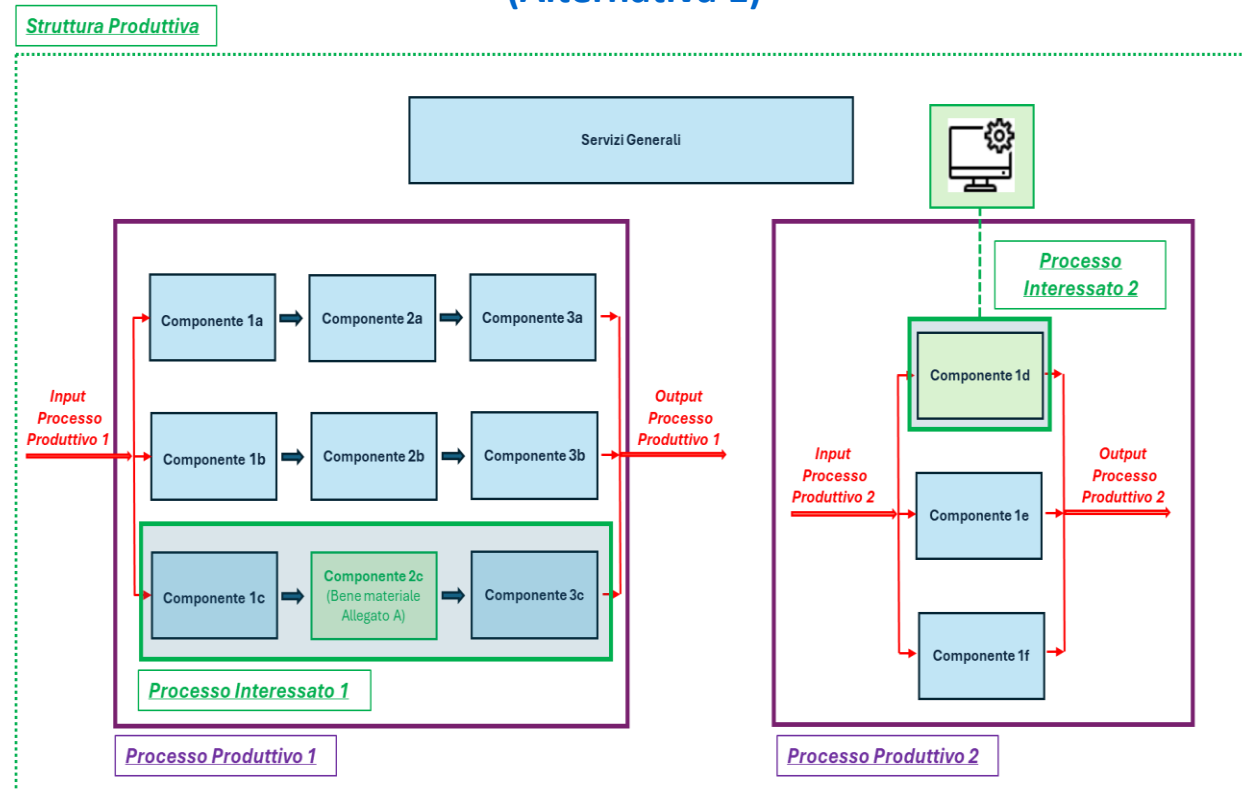 Struttura Produttiva
Servizi Generali
Processo
Interessato 2
Componente 1a
Componente 2a
Componente 3a
Input
Processo
Produttivo 1
Componente 1b
Componente 2b
Componente 3b
Output
Processo
Produttivo 1
Componente 1c
Componente 2c
(Bene materiale
Allegato A)
Componente 3c
Processo Interessato 1
Processo Produttivo 1
Componente 1d
Input
Processo
Produttivo 2
Componente 1e
Output
Processo
Produttivo 2
Componente 1f
Processo Produttivo 2